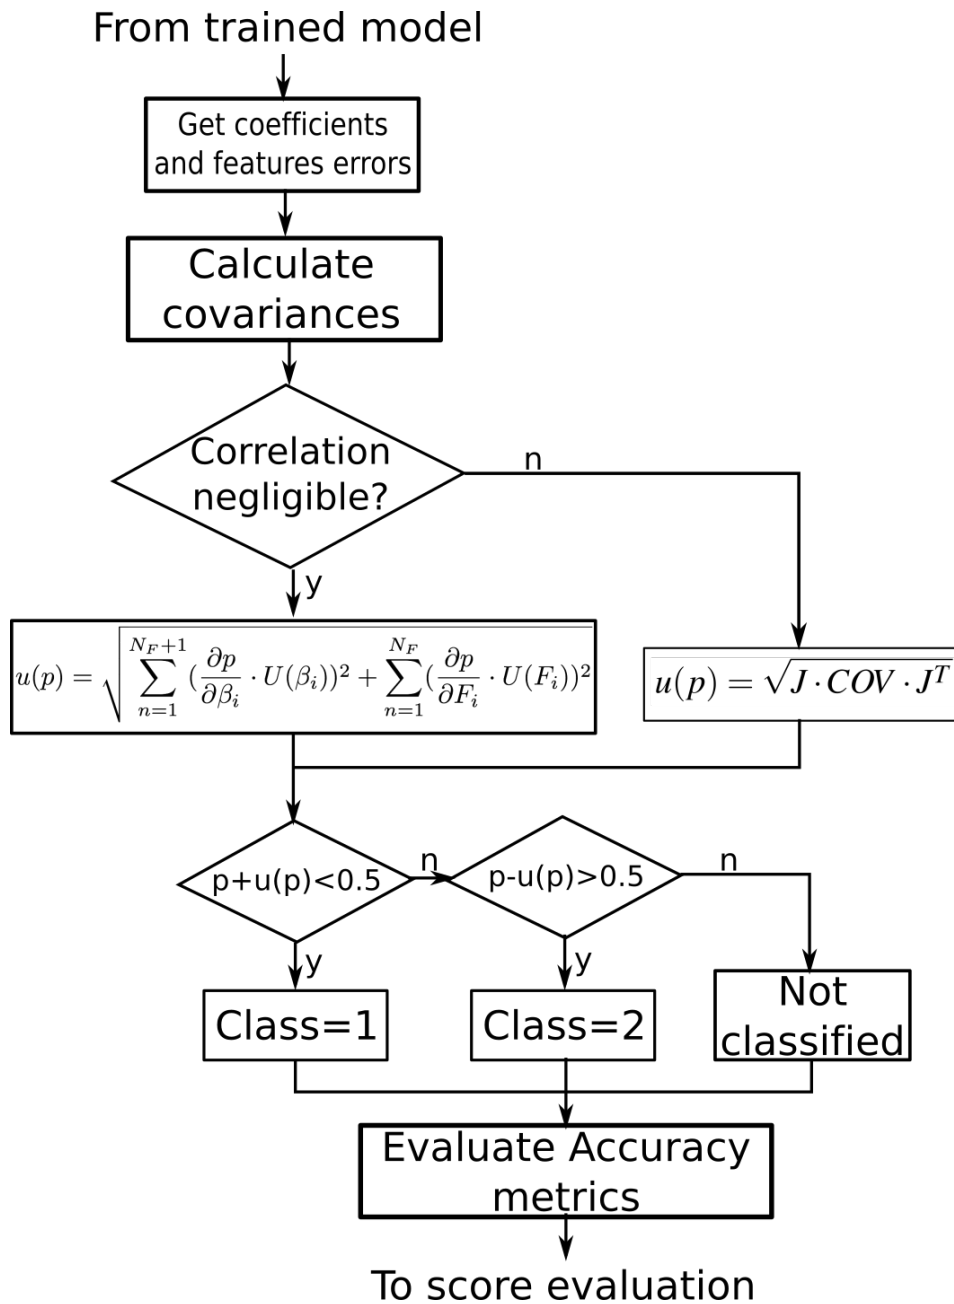 From trained model
Get coefficients
and features errors
Calculate
covariances
Correlation
negligible?
n
y
u(p) = √( ∑_{n=1}^{N_F+1} (∂p/∂β_i · U(β_i))² + ∑_{n=1}^{N_F} (∂p/∂F_i · U(F_i))² )
u(p) = √(J · COV · J^T)
p+u(p)<0.5
n
p-u(p)>0.5
n
y
y
Class=1
Class=2
Not
classified
Evaluate Accuracy
metrics
To score evaluation